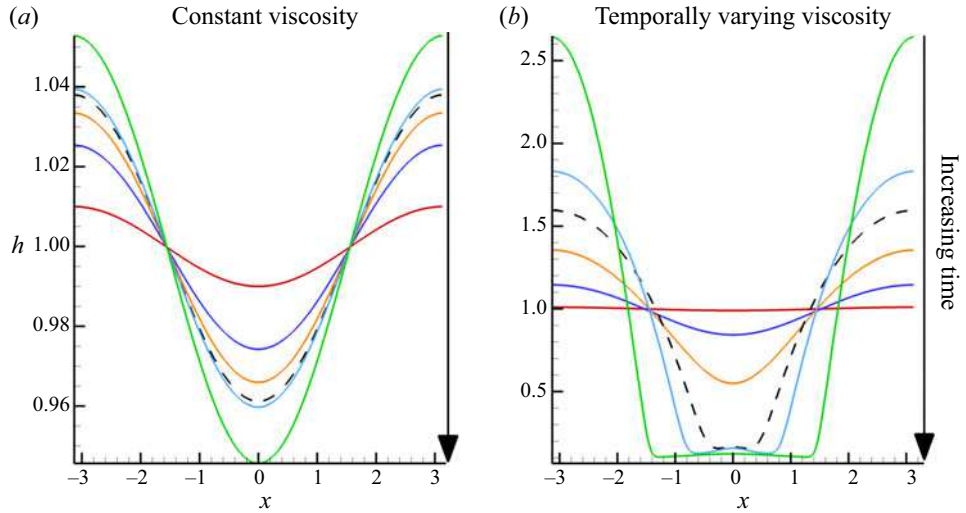 (a) Constant viscosity
(b) Temporally varying viscosity
1.04
1.02
1.00
0.98
0.96
h
–3 –2 –1 0 1 2 3
x
2.5
2.0
1.5
1.0
0.5
–3 –2 –1 0 1 2 3
x
Increasing time